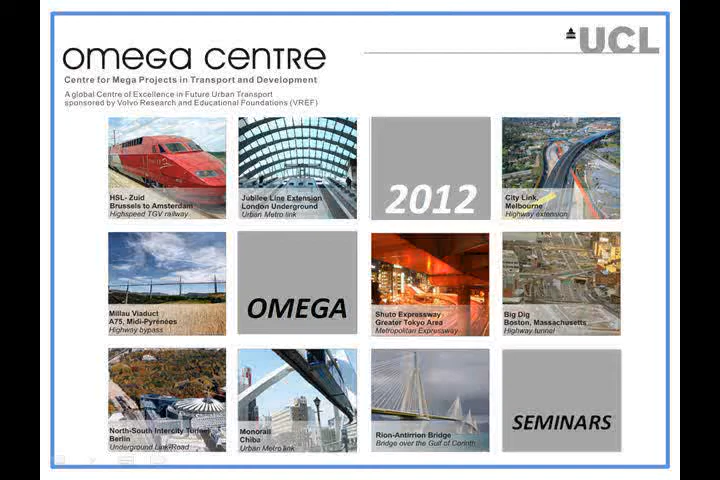 UCL
omega centre
Centre for Mega Projects in Transport and Development
A global Centre of Excellence in Future Urban Transport
sponsored by Volvo Research and Educational Foundations (VREF)
HSL- Zuid
Brussels to Amsterdam
Highspeed TGV railway
Jubilee Line Extension
London Underground
Urban Metro link
2012
City Link,
Melbourne
Highway extension
Millau Viaduct
A75, Midi-Pyrénées
Highway bypass
OMEGA
Shuto Expressway
Greater Tokyo Area
Metropolitan Expressway
Big Dig
Boston, Massachusetts
Highway tunnel
North-South Intercity Tunnel
Berlin
Underground Link/Road
Monorail
Chiba
Urban Metro link
Rion-Antirrion Bridge
Bridge over the Gulf of Corinth
SEMINARS